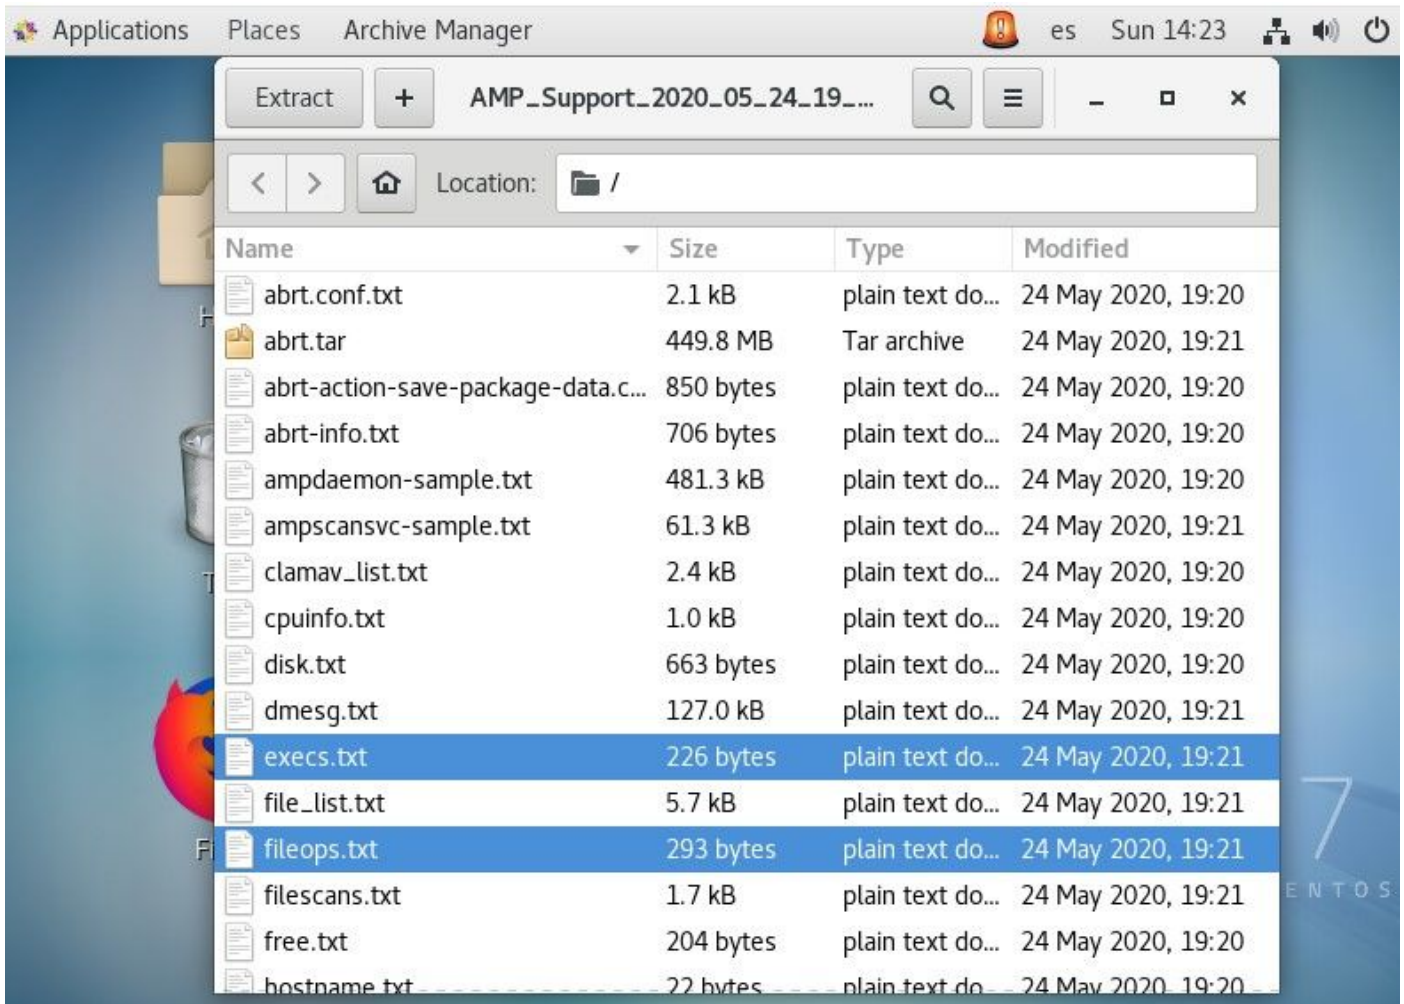 Applications Places Archive Manager es Sun 14:23
Extract + AMP_Support_2020_05_24_19_...
Location: /
Name Size Type Modified
abrt.conf.txt 2.1 kB plain text do... 24 May 2020, 19:20
abrt.tar 449.8 MB Tar archive 24 May 2020, 19:21
abrt-action-save-package-data.c... 850 bytes plain text do... 24 May 2020, 19:20
abrt-info.txt 706 bytes plain text do... 24 May 2020, 19:20
ampdaemon-sample.txt 481.3 kB plain text do... 24 May 2020, 19:20
ampscansvc-sample.txt 61.3 kB plain text do... 24 May 2020, 19:21
clamav_list.txt 2.4 kB plain text do... 24 May 2020, 19:20
cpuinfo.txt 1.0 kB plain text do... 24 May 2020, 19:20
disk.txt 663 bytes plain text do... 24 May 2020, 19:20
dmesg.txt 127.0 kB plain text do... 24 May 2020, 19:21
execs.txt 226 bytes plain text do... 24 May 2020, 19:21
file_list.txt 5.7 kB plain text do... 24 May 2020, 19:21
fileops.txt 293 bytes plain text do... 24 May 2020, 19:21
filescans.txt 1.7 kB plain text do... 24 May 2020, 19:21
free.txt 204 bytes plain text do... 24 May 2020, 19:20
hostname.txt 22 bytes plain text do... 24 May 2020, 19:20
7
ENTOS